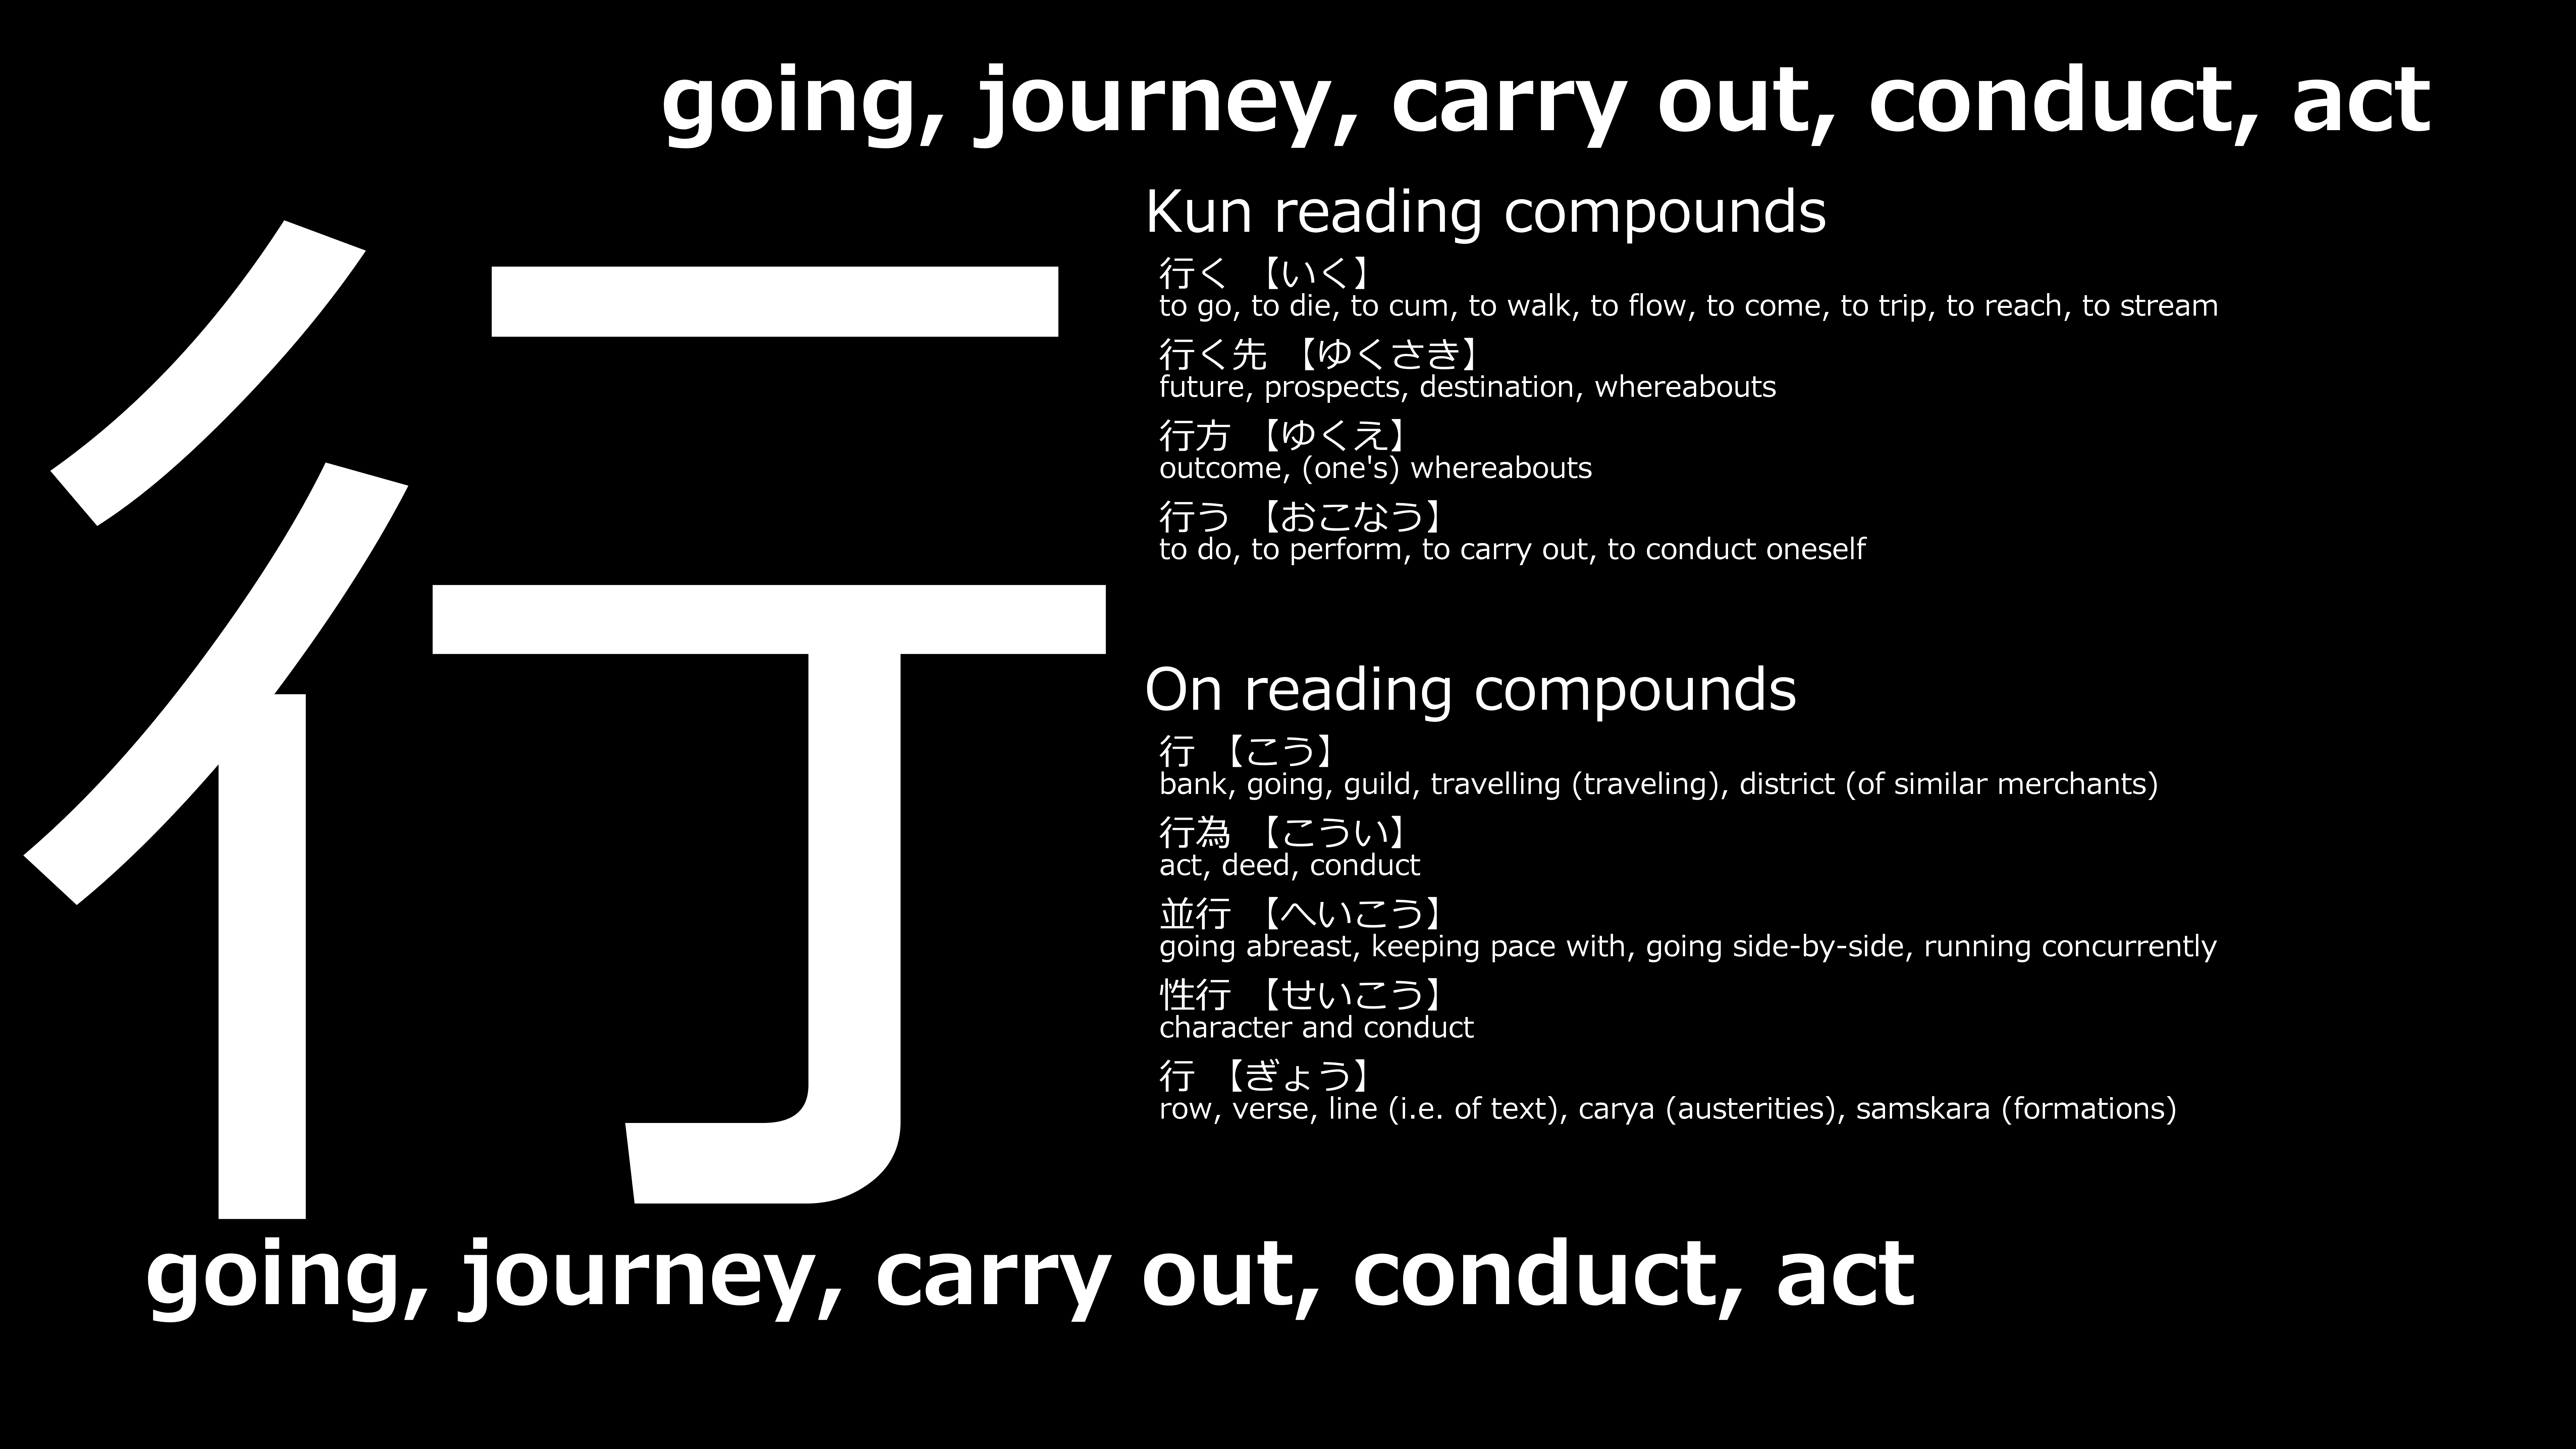 going, journey, carry out, conduct, act
行
Kun reading compounds
行く 【いく】
to go, to die, to cum, to walk, to flow, to come, to trip, to reach, to stream
行く先 【ゆくさき】
future, prospects, destination, whereabouts
行方 【ゆくえ】
outcome, (one's) whereabouts
行う 【おこなう】
to do, to perform, to carry out, to conduct oneself
On reading compounds
行 【こう】
bank, going, guild, travelling (traveling), district (of similar merchants)
行為 【こうい】
act, deed, conduct
並行 【へいこう】
going abreast, keeping pace with, going side-by-side, running concurrently
性行 【せいこう】
character and conduct
行 【ぎょう】
row, verse, line (i.e. of text), carya (austerities), samskara (formations)
going, journey, carry out, conduct, act